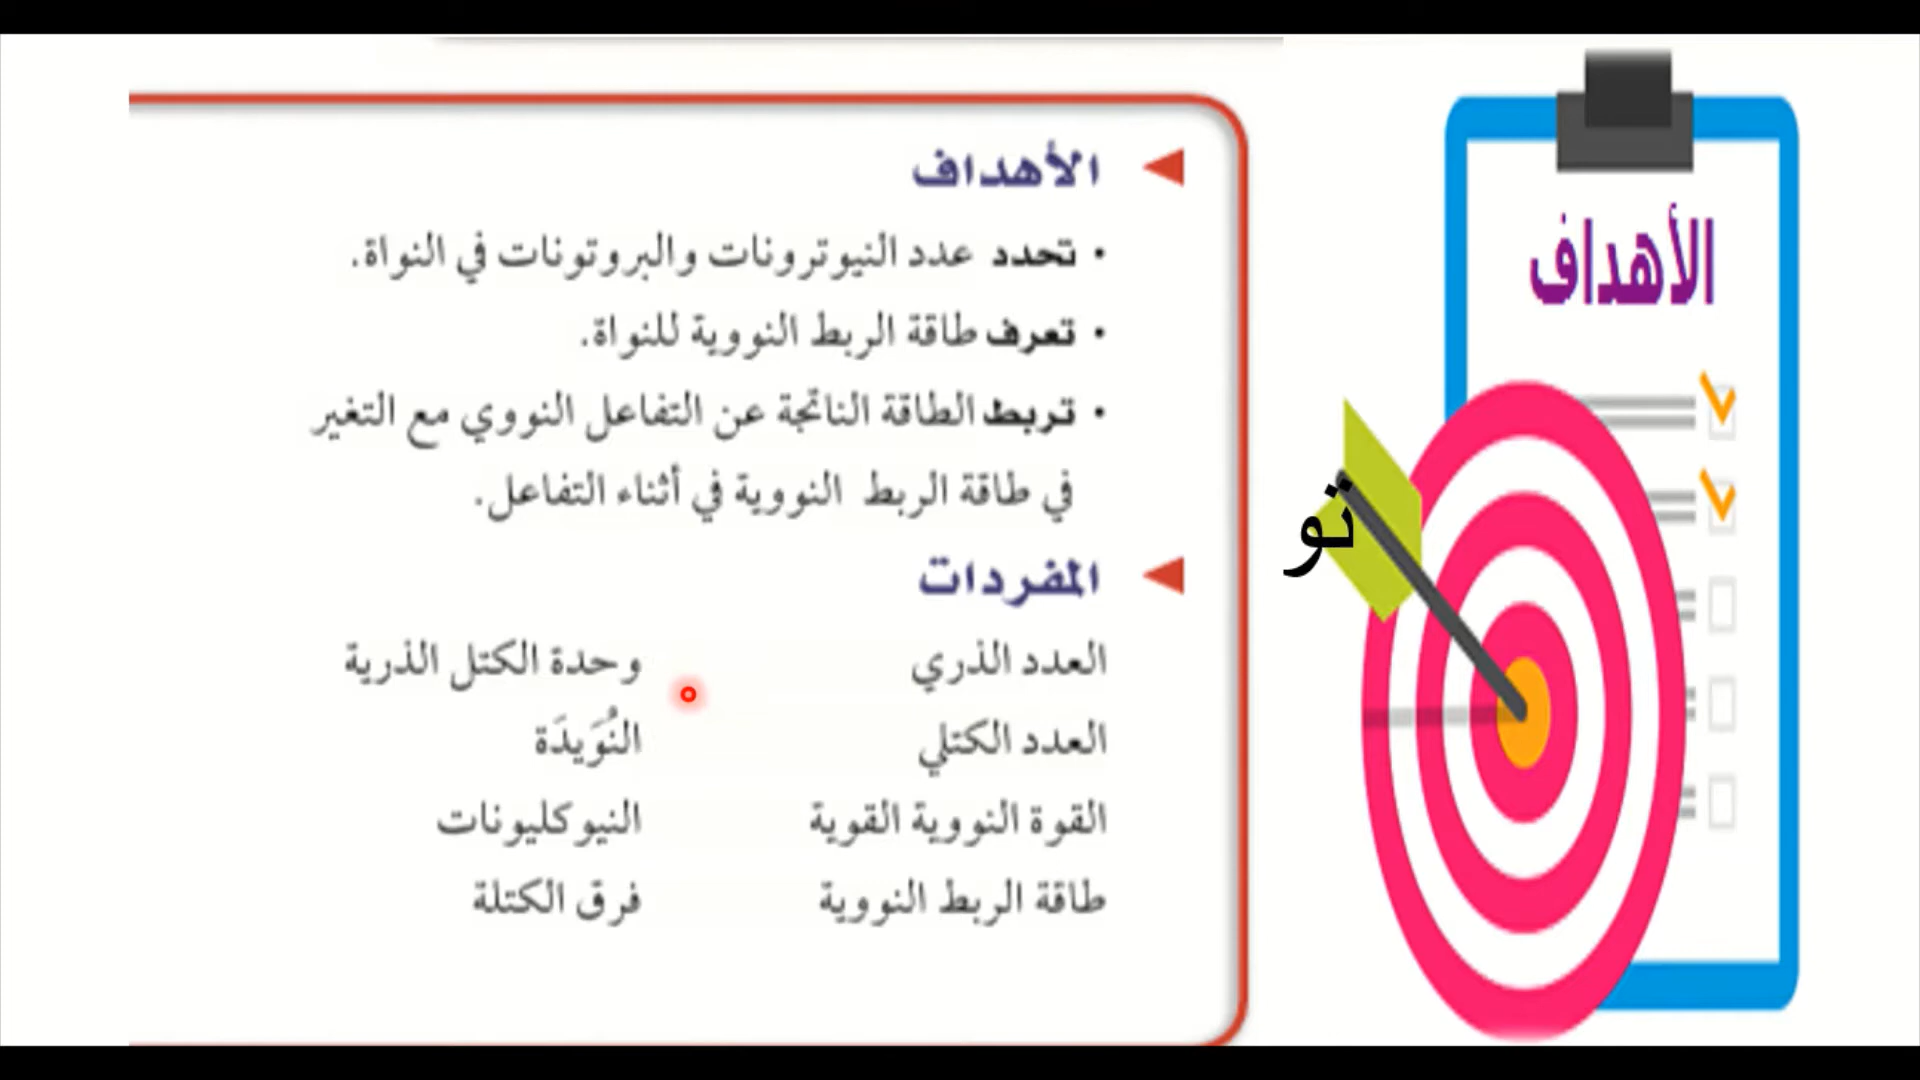 الأهداف
• تحدد عدد النيوترونات والبروتونات في النواة.
• تعرف طاقة الربط النووية للنواة.
• تربط الطاقة الناتجة عن التفاعل النووي مع التغير
في طاقة الربط النووية في أثناء التفاعل.
المفردات
العدد الذري وحدة الكتل الذرية
العدد الكتلي النُوَيدَة
القوة النووية القوية النيوكليونات
طاقة الربط النووية فرق الكتلة
الأهداف
تو